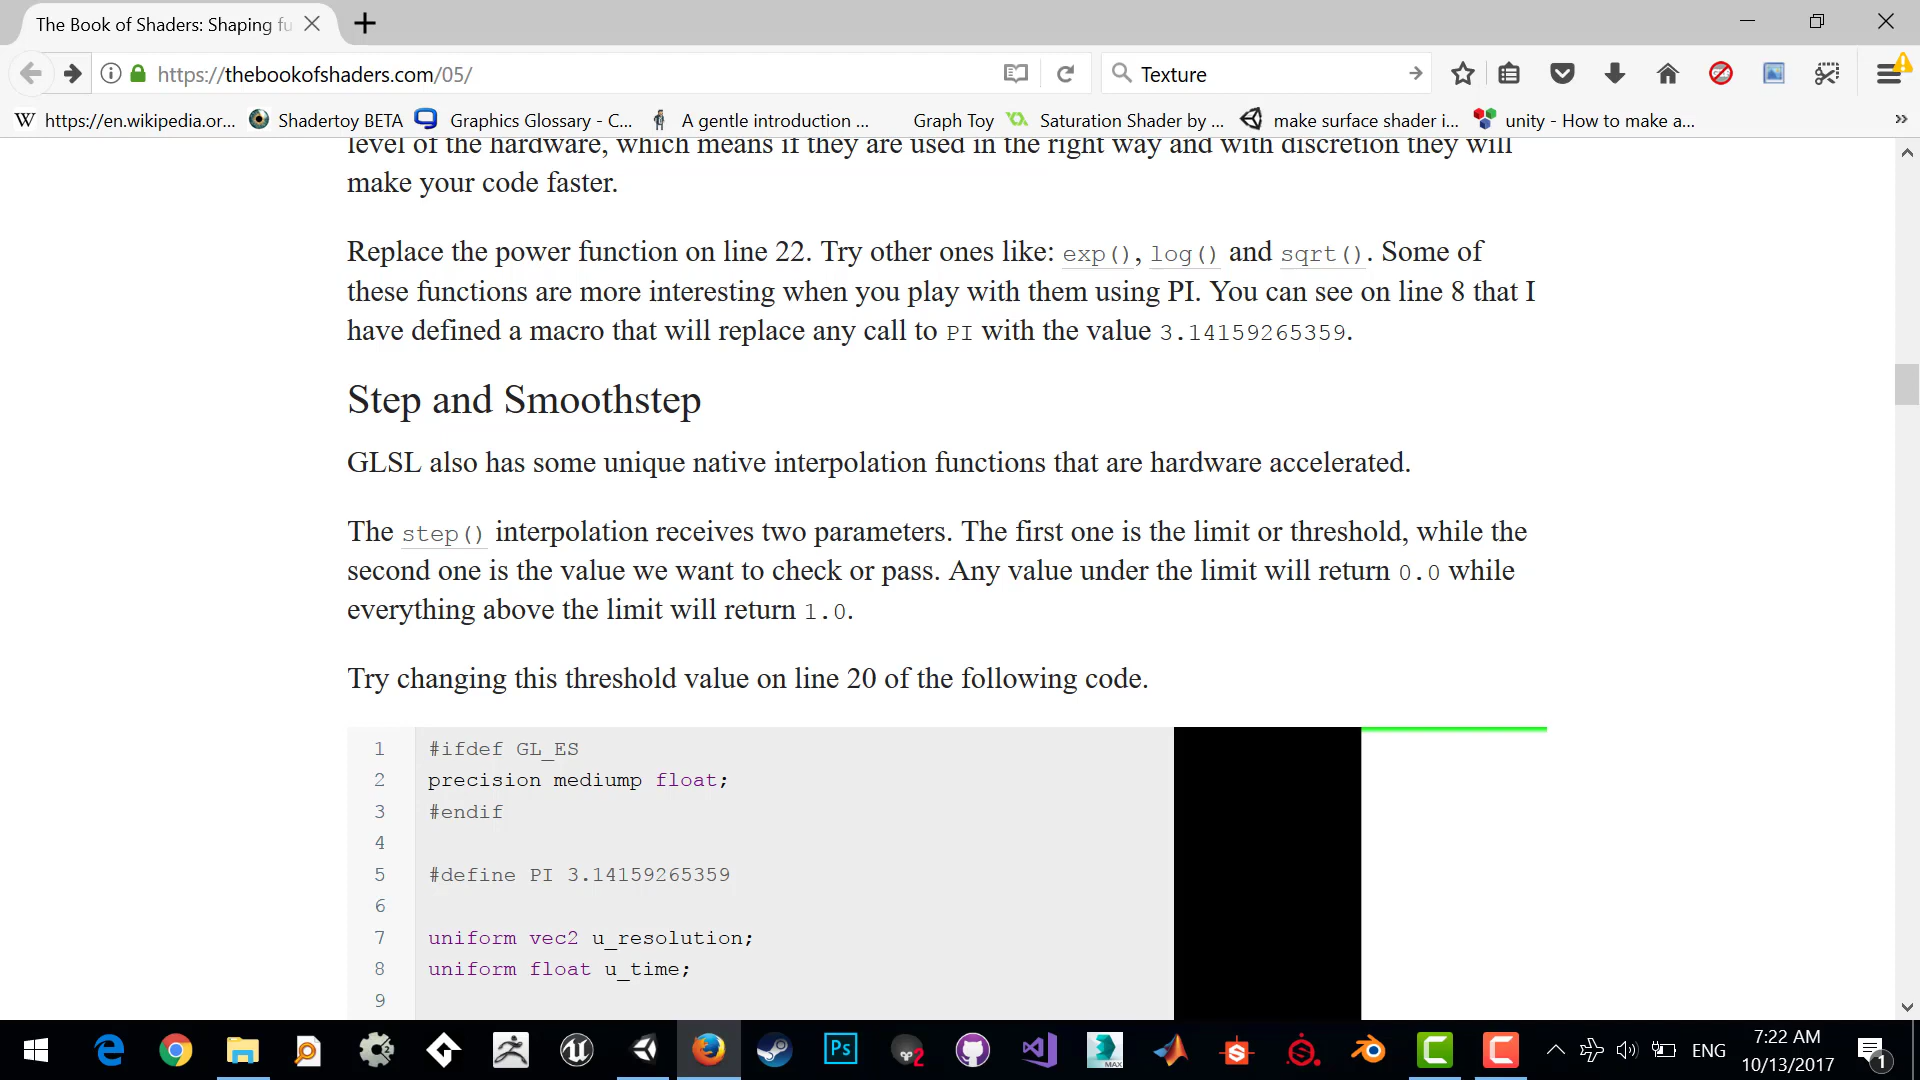 The Book of Shaders: Shaping fu
https://thebookofshaders.com/05/
Texture
https://en.wikipedia.or...
Shadertoy BETA
Graphics Glossary - C...
A gentle introduction ...
Graph Toy
Saturation Shader by ...
make surface shader i...
unity - How to make a...
level of the hardware, which means if they are used in the right way and with discretion they will
make your code faster.
Replace the power function on line 22. Try other ones like: exp(), log() and sqrt(). Some of
these functions are more interesting when you play with them using PI. You can see on line 8 that I
have defined a macro that will replace any call to PI with the value 3.14159265359.
Step and Smoothstep
GLSL also has some unique native interpolation functions that are hardware accelerated.
The step() interpolation receives two parameters. The first one is the limit or threshold, while the
second one is the value we want to check or pass. Any value under the limit will return 0.0 while
everything above the limit will return 1.0.
Try changing this threshold value on line 20 of the following code.
1 #ifdef GL_ES
2 precision mediump float;
3 #endif
4
5 #define PI 3.14159265359
6
7 uniform vec2 u_resolution;
8 uniform float u_time;
9
ENG
7:22 AM
10/13/2017
1